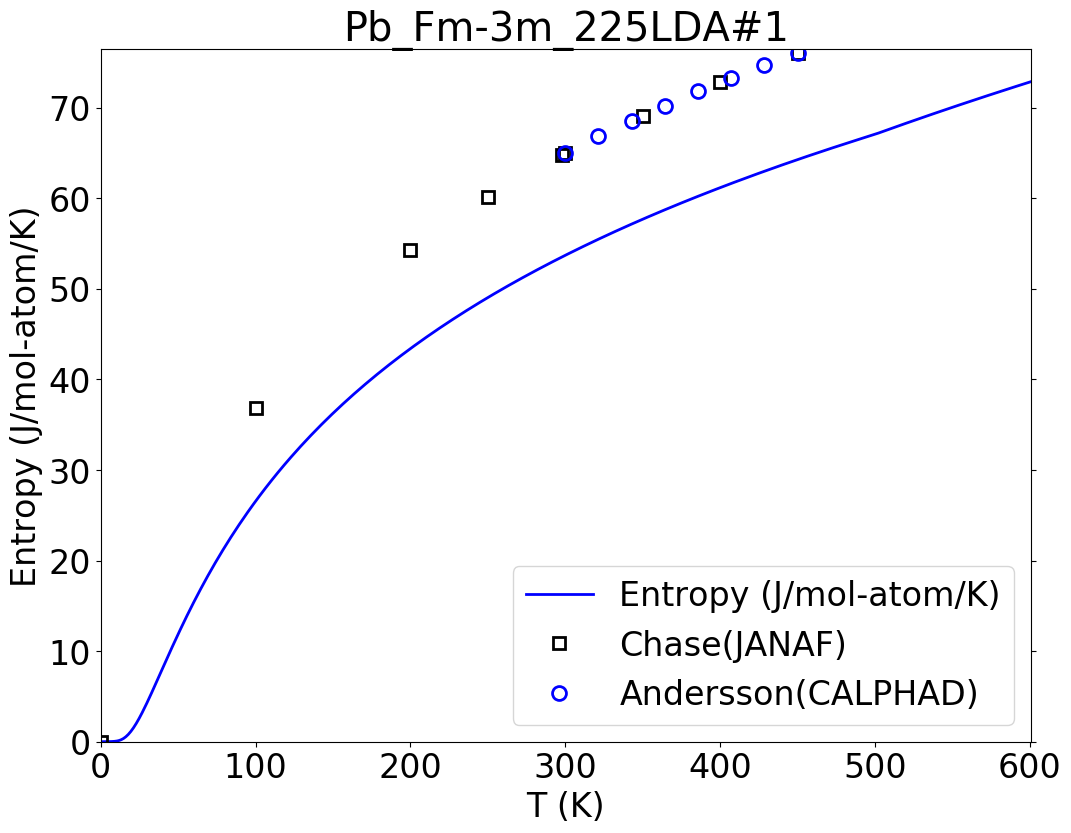 Pb_Fm-3m_225LDA#1
Entropy (J/mol-atom/K)
70
60
50
40
30
20
10
0
Entropy (J/mol-atom/K)
Chase(JANAF)
Andersson(CALPHAD)
0 100 200 300 400 500 600
T (K)